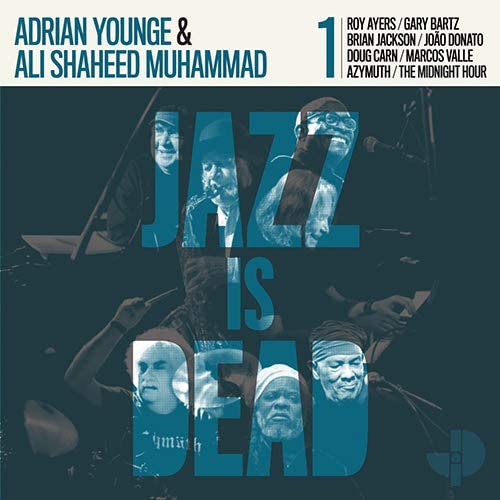 ADRIAN YOUNGE &
ALI SHAHEED MUHAMMAD
1
ROY AYERS / GARY BARTZ
BRIAN JACKSON / JOÃO DONATO
DOUG CARN / MARCOS VALLE
AZYMUTH / THE MIDNIGHT HOUR
JAZZ
IS
DEAD